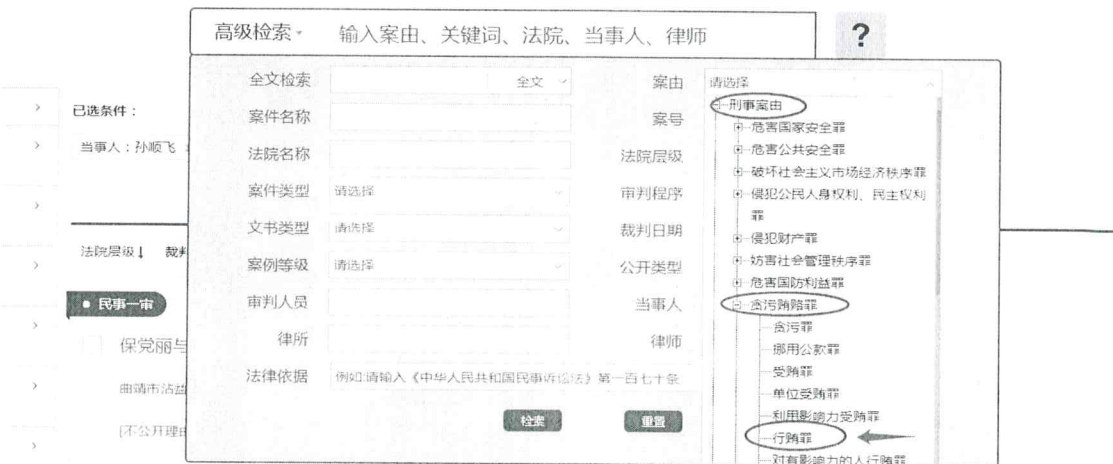 高级检索
输入案由、关键词、法院、当事人、律师
?
已选条件：
当事人：孙顺飞
法院层级↓ 裁判
民事一审
保党丽与
曲靖市沾益
[不公开理由
全文检索 全文
案件名称
法院名称
案件类型 请选择
文书类型 请选择
案例等级 请选择
审判人员
律所
法律依据 例如:请输入《中华人民共和国民事诉讼法》第一百七十条
检索 重置
案由 请选择
案号
法院层级
审判程序
裁判日期
公开类型
当事人
律师
刑事案由
危害国家安全罪
危害公共安全罪
破坏社会主义市场经济秩序罪
侵犯公民人身权利、民主权利
罪
侵犯财产罪
妨害社会管理秩序罪
危害国防利益罪
贪污贿赂罪
贪污罪
挪用公款罪
受贿罪
单位受贿罪
利用影响力受贿罪
行贿罪
对有影响力的人行贿罪